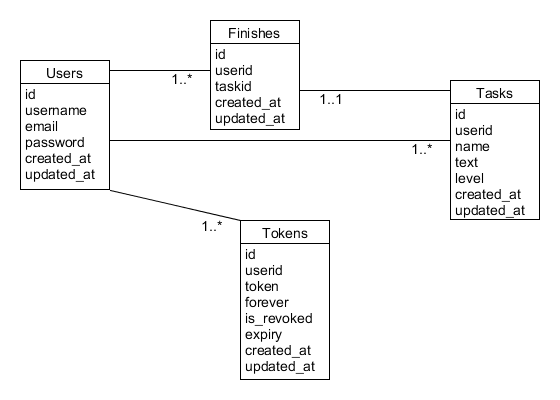 Finishes
id
userid
taskid
created_at
updated_at
Users
id
username
email
password
created_at
updated_at
1..*
1..1
Tasks
id
userid
name
text
level
created_at
updated_at
1..*
1..*
Tokens
id
userid
token
forever
is_revoked
expiry
created_at
updated_at